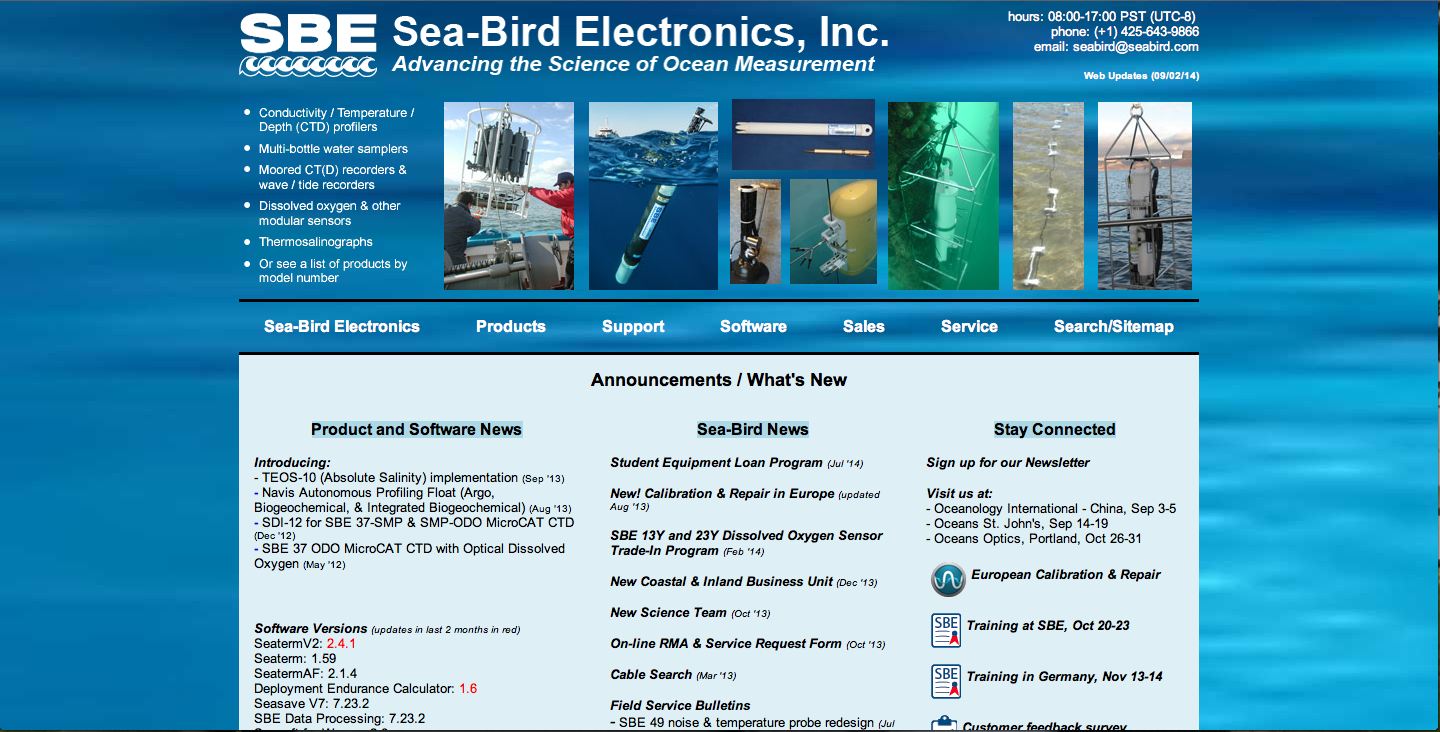 SBE
Sea-Bird Electronics, Inc.
Advancing the Science of Ocean Measurement
hours: 08:00-17:00 PST (UTC-8)
phone: (+1) 425-643-9866
email: seabird@seabird.com
Web Updates (09/02/14)
Conductivity / Temperature /
Depth (CTD) profilers
Multi-bottle water samplers
Moored CT(D) recorders &
wave / tide recorders
Dissolved oxygen & other
modular sensors
Thermosalinographs
Or see a list of products by
model number
SBE
Sea-Bird Electronics Products Support Software Sales Service Search/Sitemap
Announcements / What's New
Product and Software News
Introducing:
- TEOS-10 (Absolute Salinity) implementation (Sep '13)
- Navis Autonomous Profiling Float (Argo,
Biogeochemical, & Integrated Biogeochemical) (Aug '13)
- SDI-12 for SBE 37-SMP & SMP-ODO MicroCAT CTD
(Dec '12)
- SBE 37 ODO MicroCAT CTD with Optical Dissolved
Oxygen (May '12)
Software Versions (updates in last 2 months in red)
SeatermV2: 2.4.1
Seaterm: 1.59
SeatermAF: 2.1.4
Deployment Endurance Calculator: 1.6
Seasave V7: 7.23.2
SBE Data Processing: 7.23.2
Sea-Bird News
Student Equipment Loan Program (Jul '14)
New! Calibration & Repair in Europe (updated
Aug '13)
SBE 13Y and 23Y Dissolved Oxygen Sensor
Trade-In Program (Feb '14)
New Coastal & Inland Business Unit (Dec '13)
New Science Team (Oct '13)
On-line RMA & Service Request Form (Oct '13)
Cable Search (Mar '13)
Field Service Bulletins
- SBE 49 noise & temperature probe redesign (Jul
Stay Connected
Sign up for our Newsletter
Visit us at:
- Oceanology International - China, Sep 3-5
- Oceans St. John's, Sep 14-19
- Oceans Optics, Portland, Oct 26-31
European Calibration & Repair
SBE
Training at SBE, Oct 20-23
SBE
Training in Germany, Nov 13-14
Customer feedback survey